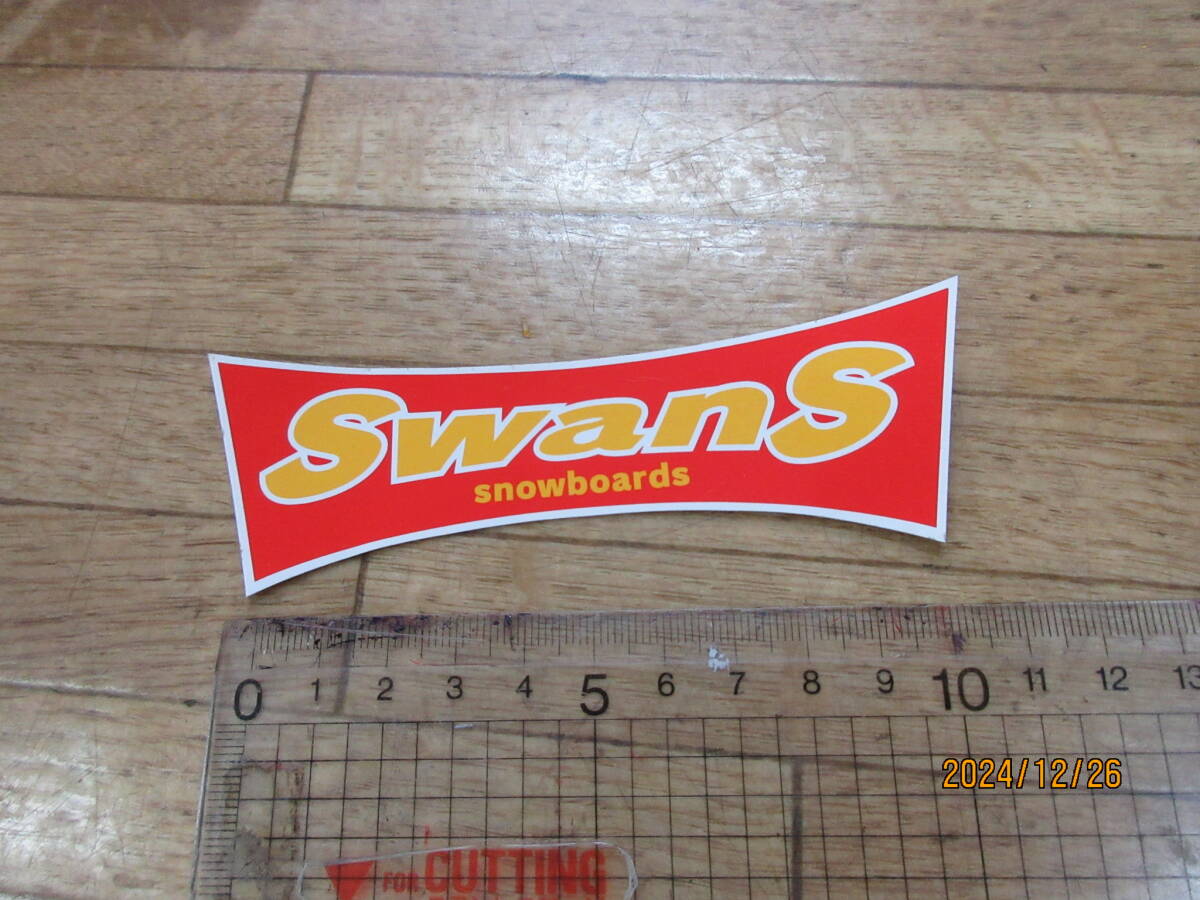 SwanS
snowboards
0 1 2 3 4 5 6 7 8 9 10 11 12 13
2024/12/26
FOR CUTTING